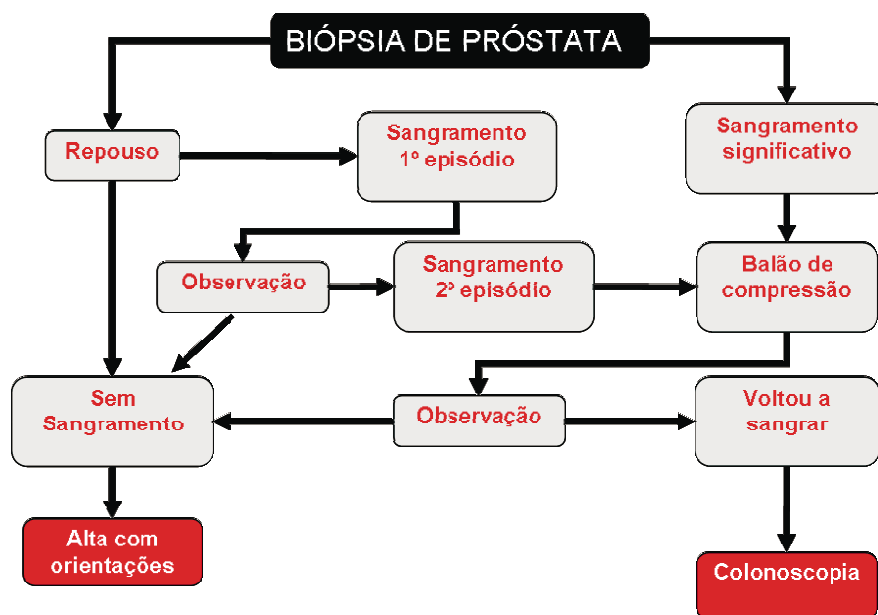 BIÓPSIA DE PRÓSTATA
Repouso
Sangramento
1º episódio
Sangramento
significativo
Observação
Sangramento
2º episódio
Balão de
compressão
Sem
Sangramento
Observação
Voltou a
sangrar
Alta com
orientações
Colonoscopia